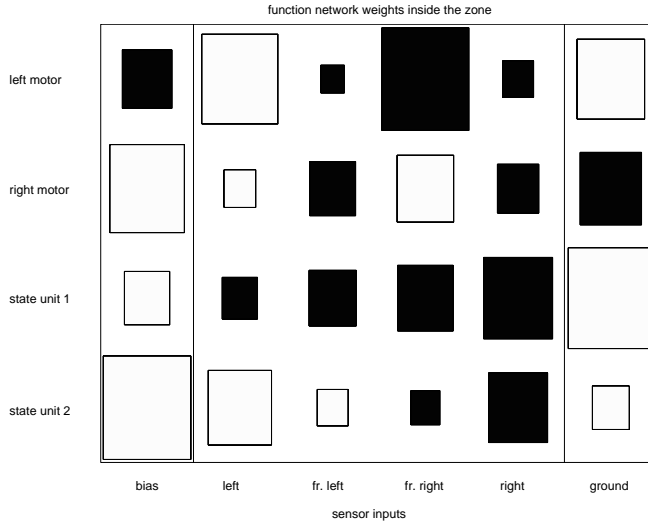 function network weights inside the zone
left motor
right motor
state unit 1
state unit 2
bias left fr. left fr. right right ground
sensor inputs